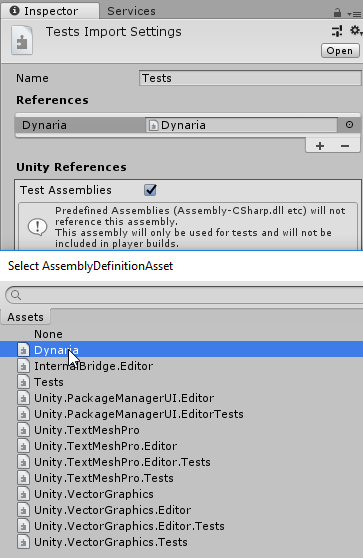 Inspector Services
Tests Import Settings
Open
Name Tests
References
Dynaria Dynaria
Unity References
Test Assemblies
Predefined Assemblies (Assembly-CSharp.dll etc) will not
reference this assembly.
This assembly will only be used for tests and will not be
included in player builds.
Select AssemblyDefinitionAsset
Assets
None
Dynaria
InternalBridge.Editor
Tests
Unity.PackageManagerUI.Editor
Unity.PackageManagerUI.EditorTests
Unity.TextMeshPro
Unity.TextMeshPro.Editor
Unity.TextMeshPro.Editor.Tests
Unity.TextMeshPro.Tests
Unity.VectorGraphics
Unity.VectorGraphics.Editor
Unity.VectorGraphics.Editor.Tests
Unity.VectorGraphics.Tests